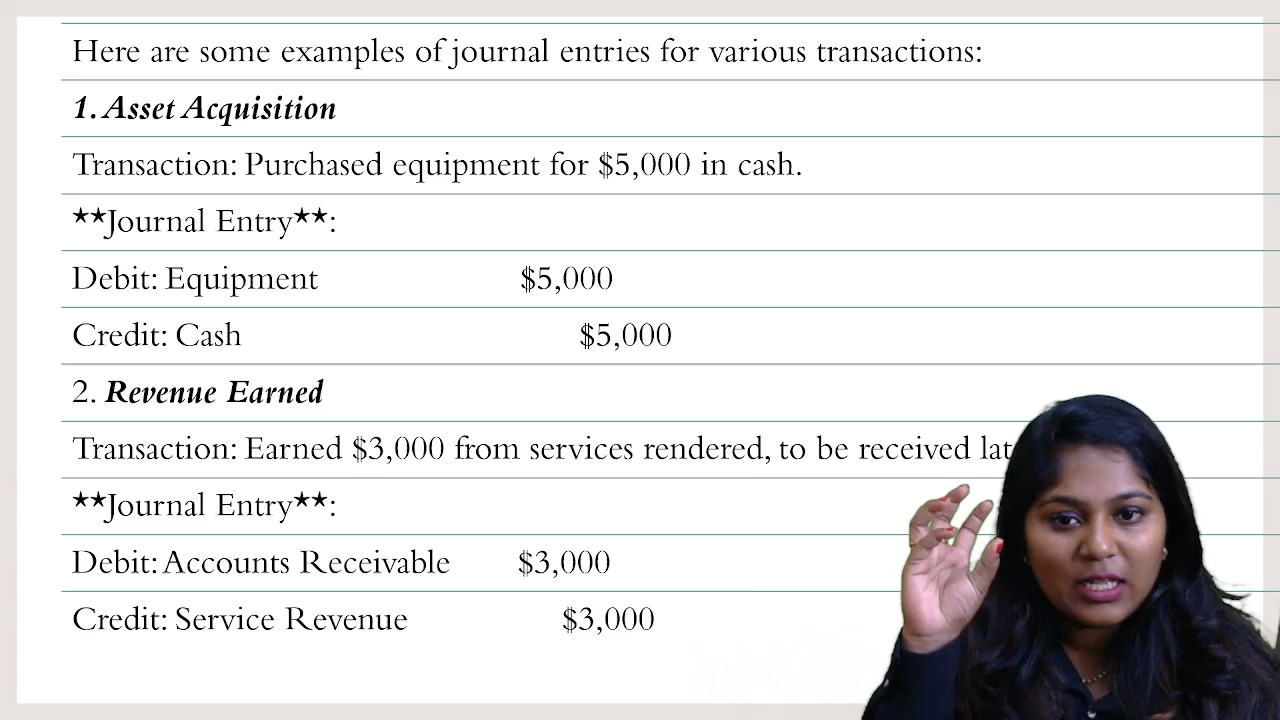 Here are some examples of journal entries for various transactions:
1. Asset Acquisition
Transaction: Purchased equipment for $5,000 in cash.
**Journal Entry**:
Debit: Equipment $5,000
Credit: Cash $5,000
2. Revenue Earned
Transaction: Earned $3,000 from services rendered, to be received
**Journal Entry**:
Debit: Accounts Receivable $3,000
Credit: Service Revenue $3,000